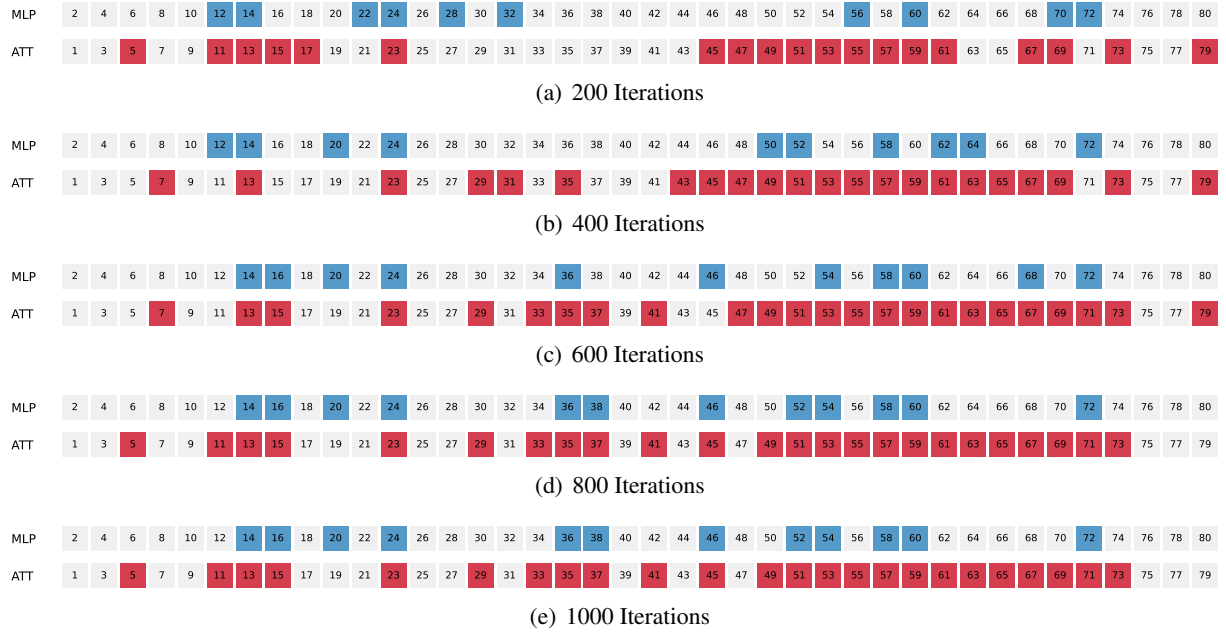 MLP 2 4 6 8 10 12 14 16 18 20 22 24 26 28 30 32 34 36 38 40 42 44 46 48 50 52 54 56 58 60 62 64 66 68 70 72 74 76 78 80
ATT 1 3 5 7 9 11 13 15 17 19 21 23 25 27 29 31 33 35 37 39 41 43 45 47 49 51 53 55 57 59 61 63 65 67 69 71 73 75 77 79
(a) 200 Iterations
MLP 2 4 6 8 10 12 14 16 18 20 22 24 26 28 30 32 34 36 38 40 42 44 46 48 50 52 54 56 58 60 62 64 66 68 70 72 74 76 78 80
ATT 1 3 5 7 9 11 13 15 17 19 21 23 25 27 29 31 33 35 37 39 41 43 45 47 49 51 53 55 57 59 61 63 65 67 69 71 73 75 77 79
(b) 400 Iterations
MLP 2 4 6 8 10 12 14 16 18 20 22 24 26 28 30 32 34 36 38 40 42 44 46 48 50 52 54 56 58 60 62 64 66 68 70 72 74 76 78 80
ATT 1 3 5 7 9 11 13 15 17 19 21 23 25 27 29 31 33 35 37 39 41 43 45 47 49 51 53 55 57 59 61 63 65 67 69 71 73 75 77 79
(c) 600 Iterations
MLP 2 4 6 8 10 12 14 16 18 20 22 24 26 28 30 32 34 36 38 40 42 44 46 48 50 52 54 56 58 60 62 64 66 68 70 72 74 76 78 80
ATT 1 3 5 7 9 11 13 15 17 19 21 23 25 27 29 31 33 35 37 39 41 43 45 47 49 51 53 55 57 59 61 63 65 67 69 71 73 75 77 79
(d) 800 Iterations
MLP 2 4 6 8 10 12 14 16 18 20 22 24 26 28 30 32 34 36 38 40 42 44 46 48 50 52 54 56 58 60 62 64 66 68 70 72 74 76 78 80
ATT 1 3 5 7 9 11 13 15 17 19 21 23 25 27 29 31 33 35 37 39 41 43 45 47 49 51 53 55 57 59 61 63 65 67 69 71 73 75 77 79
(e) 1000 Iterations